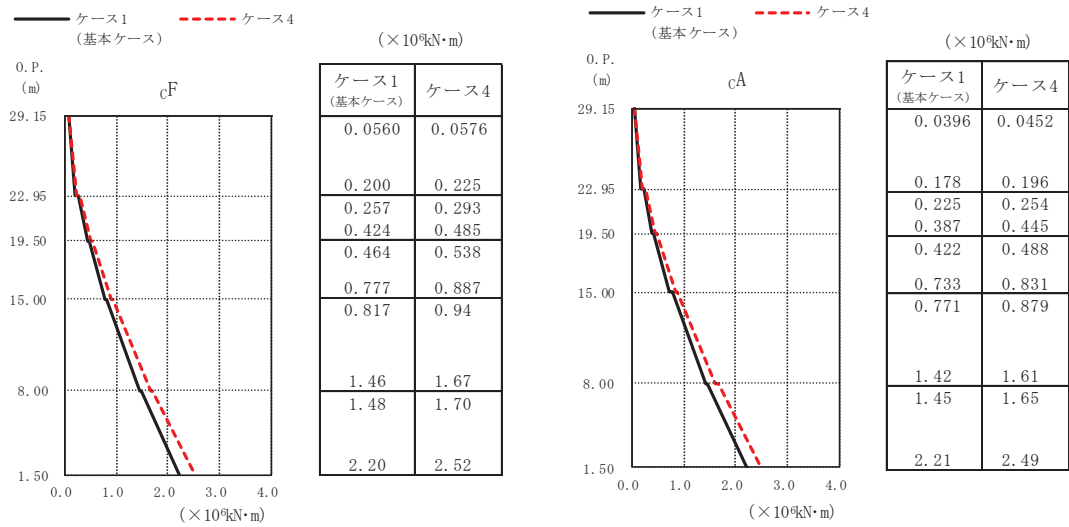 ケース1 ケース4
(基本ケース)
(×10⁶kN・m)
O.P.
(m)
cF
ケース1 ケース4
(基本ケース)
29.15
0.0560 0.0576
0.200 0.225
22.95
0.257 0.293
0.424 0.485
19.50
0.464 0.538
0.777 0.887
15.00
0.817 0.94
1.46 1.67
8.00
1.48 1.70
2.20 2.52
1.50
0.0 1.0 2.0 3.0 4.0
(×10⁶kN・m)
ケース1 ケース4
(基本ケース)
(×10⁶kN・m)
O.P.
(m)
cA
ケース1 ケース4
(基本ケース)
29.15
0.0396 0.0452
0.178 0.196
22.95
0.225 0.254
0.387 0.445
19.50
0.422 0.488
0.733 0.831
15.00
0.771 0.879
1.42 1.61
8.00
1.45 1.65
2.21 2.49
1.50
0.0 1.0 2.0 3.0 4.0
(×10⁶kN・m)